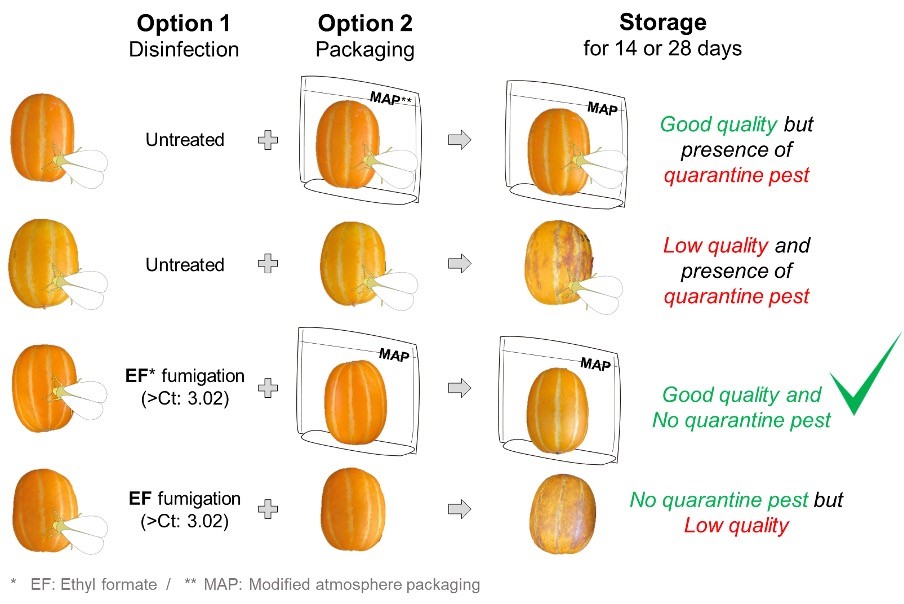 Option 1
Disinfection
Option 2
Packaging
Storage
for 14 or 28 days
MAP**
MAP
Untreated
Good quality but
presence of
quarantine pest
Untreated
Low quality and
presence of
quarantine pest
MAP
MAP
EF* fumigation
(>Ct: 3.02)
Good quality and
No quarantine pest
EF fumigation
(>Ct: 3.02)
No quarantine pest but
Low quality
* EF: Ethyl formate / ** MAP: Modified atmosphere packaging